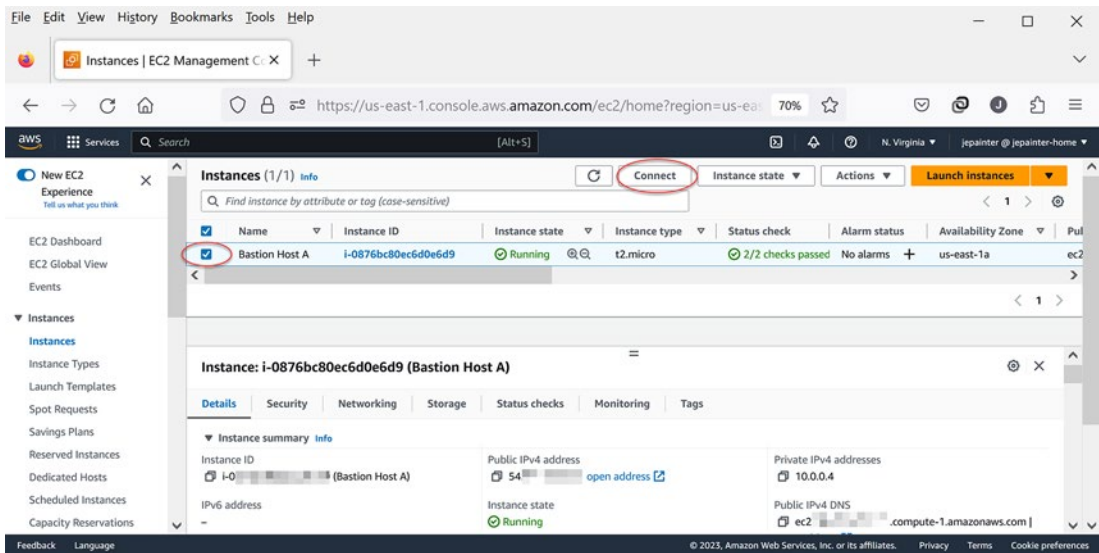 File Edit View History Bookmarks Tools Help
Instances | EC2 Management Co
https://us-east-1.console.aws.amazon.com/ec2/home?region=us-eas 70%
aws Services Search [Alt+S] N. Virginia jepainter @ jepainter-home
New EC2
Experience
Tell us what you think
EC2 Dashboard
EC2 Global View
Events
Instances
Instances
Instance Types
Launch Templates
Spot Requests
Savings Plans
Reserved Instances
Dedicated Hosts
Scheduled Instances
Capacity Reservations
Instances (1/1) Info Connect Instance state Actions Launch instances
Find instance by attribute or tag (case-sensitive) 1
Name Instance ID Instance state Instance type Status check Alarm status Availability Zone Pul
Bastion Host A i-0876bc80ec6d0e6d9 Running t2.micro 2/2 checks passed No alarms + us-east-1a ec2
1
Instance: i-0876bc80ec6d0e6d9 (Bastion Host A)
Details Security Networking Storage Status checks Monitoring Tags
Instance summary Info
Instance ID Public IPv4 address Private IPv4 addresses
i-0 (Bastion Host A) 54 open address 10.0.0.4
IPv6 address Instance state Public IPv4 DNS
– Running ec2 .compute-1.amazonaws.com |
Feedback Language © 2023, Amazon Web Services, Inc. or its affiliates. Privacy Terms Cookie preferences